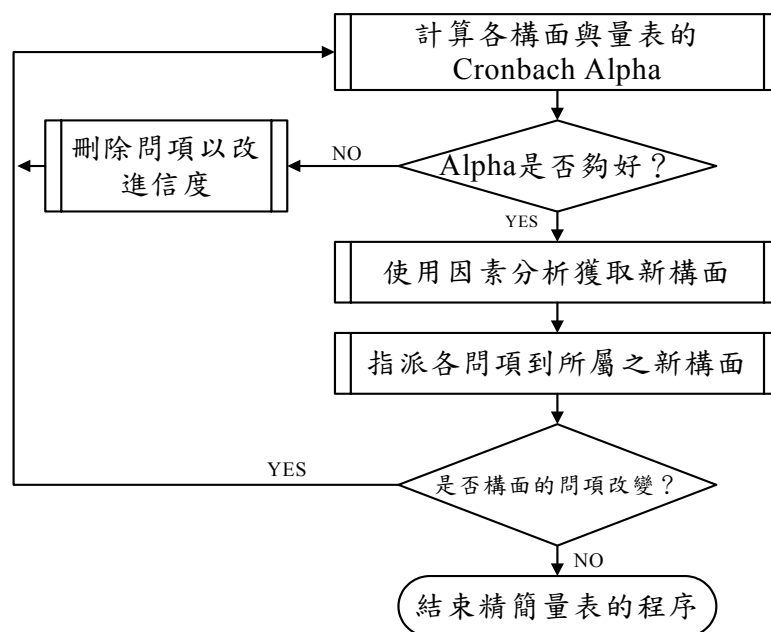 計算各構面與量表的
Cronbach Alpha
刪除問項以改
進信度
NO
Alpha是否夠好？
YES
使用因素分析獲取新構面
指派各問項到所屬之新構面
YES
是否構面的問項改變？
NO
結束精簡量表的程序